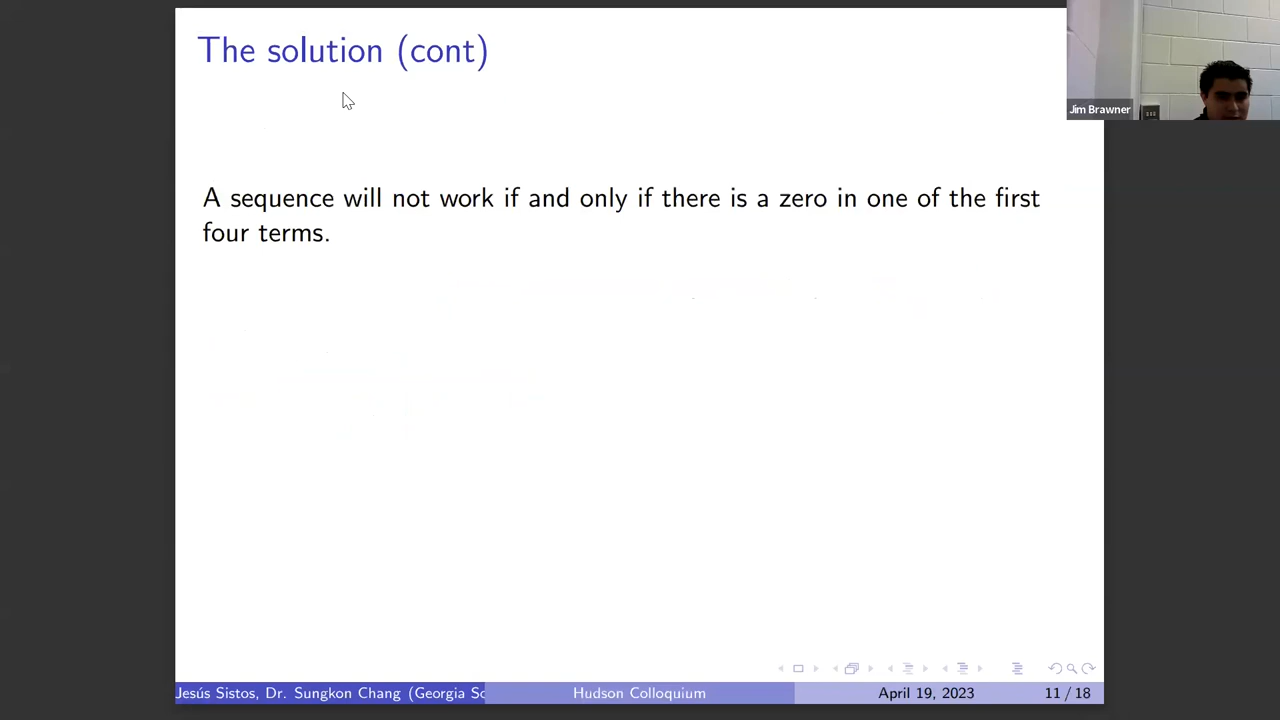 The solution (cont)
Jim Brawner
A sequence will not work if and only if there is a zero in one of the first
four terms.
Jesús Sistos, Dr. Sungkon Chang (Georgia So
Hudson Colloquium
April 19, 2023
11 / 18